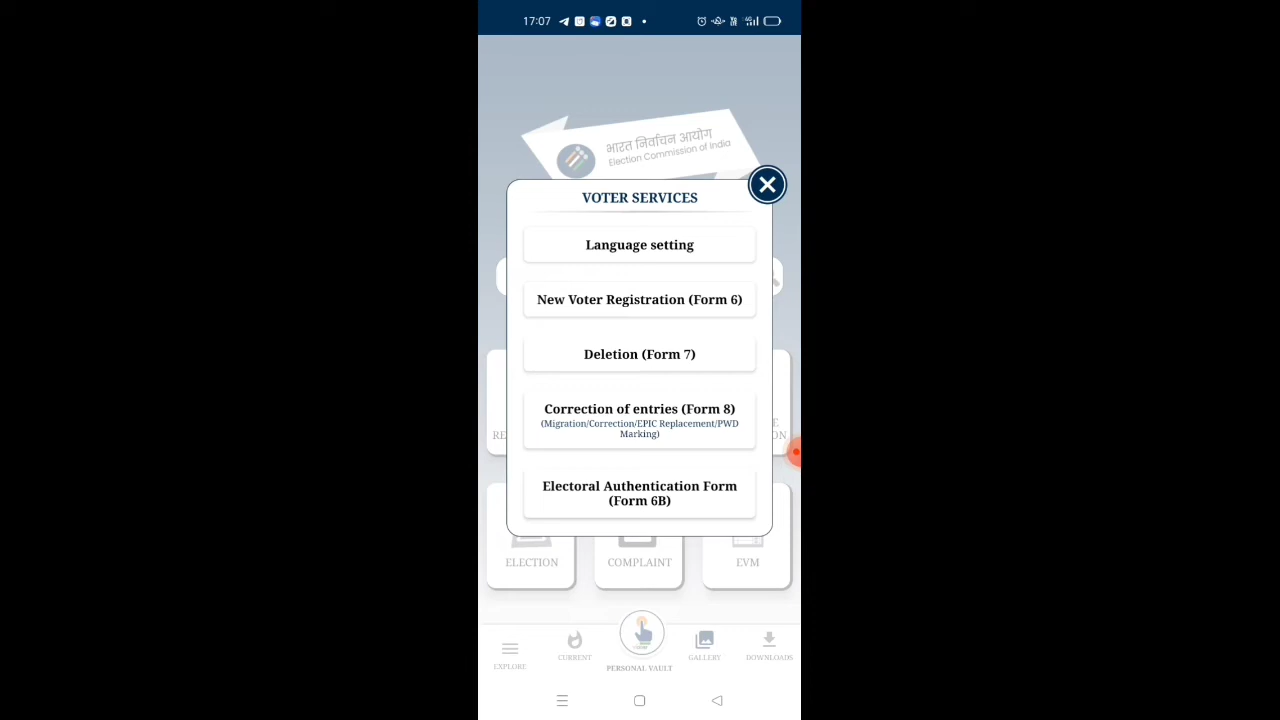 17:07
भारत निर्वाचन आयोग
Election Commission of India
VOTER SERVICES
Language setting
New Voter Registration (Form 6)
Deletion (Form 7)
Correction of entries (Form 8)
(Migration/Correction/EPIC Replacement/PWD
Marking)
Electoral Authentication Form
(Form 6B)
ELECTION
COMPLAINT
EVM
EXPLORE
CURRENT
PERSONAL VAULT
GALLERY
DOWNLOADS